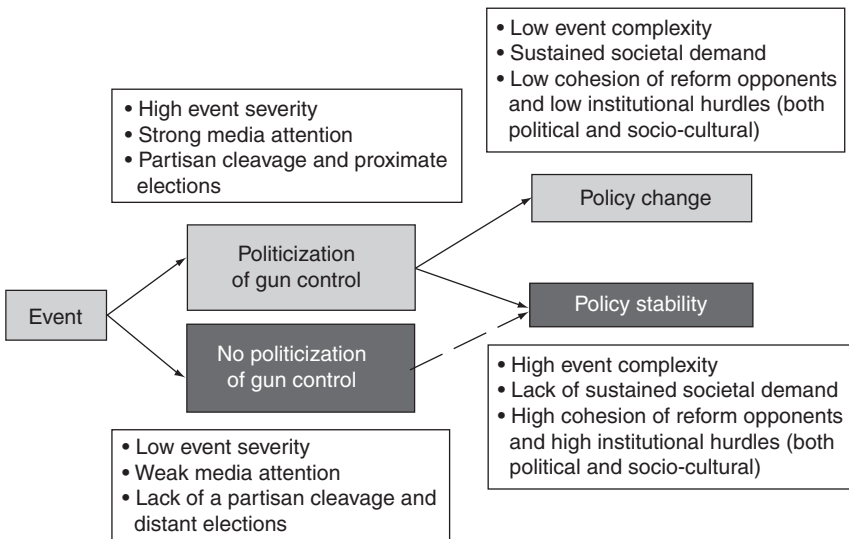 • Low event complexity
• Sustained societal demand
• Low cohesion of reform opponents
and low institutional hurdles (both
political and socio-cultural)
• High event severity
• Strong media attention
• Partisan cleavage and proximate
elections
Policy change
Politicization
of gun control
Event
Policy stability
No politicization
of gun control
• High event complexity
• Lack of sustained societal demand
• High cohesion of reform opponents
and high institutional hurdles (both
political and socio-cultural)
• Low event severity
• Weak media attention
• Lack of a partisan cleavage and
distant elections